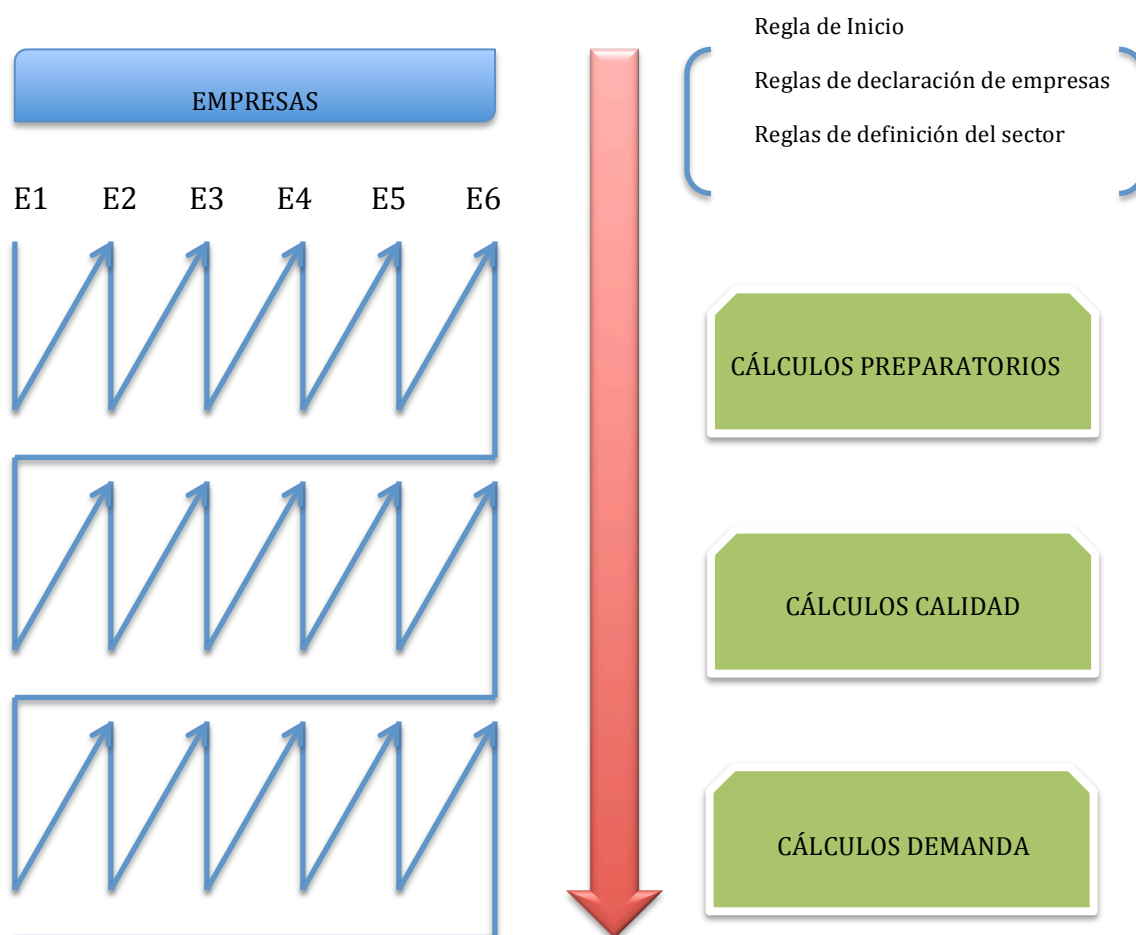 Regla de Inicio
EMPRESAS
Reglas de declaración de empresas
Reglas de definición del sector
E1 E2 E3 E4 E5 E6
CÁLCULOS PREPARATORIOS
CÁLCULOS CALIDAD
CÁLCULOS DEMANDA